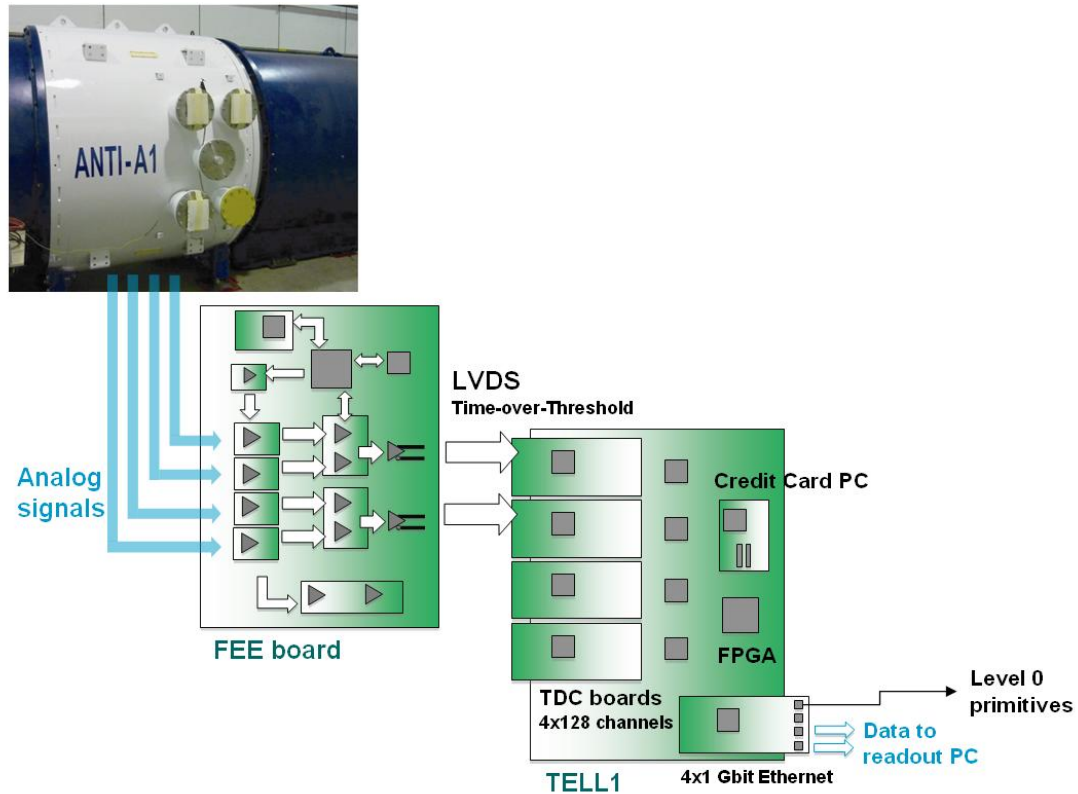 ANTI-A1
LVDS
Time-over-Threshold
Analog
signals
Credit Card PC
FEE board
FPGA
TDC boards
4x128 channels
Level 0
primitives
Data to
readout PC
TELL1
4x1 Gbit Ethernet